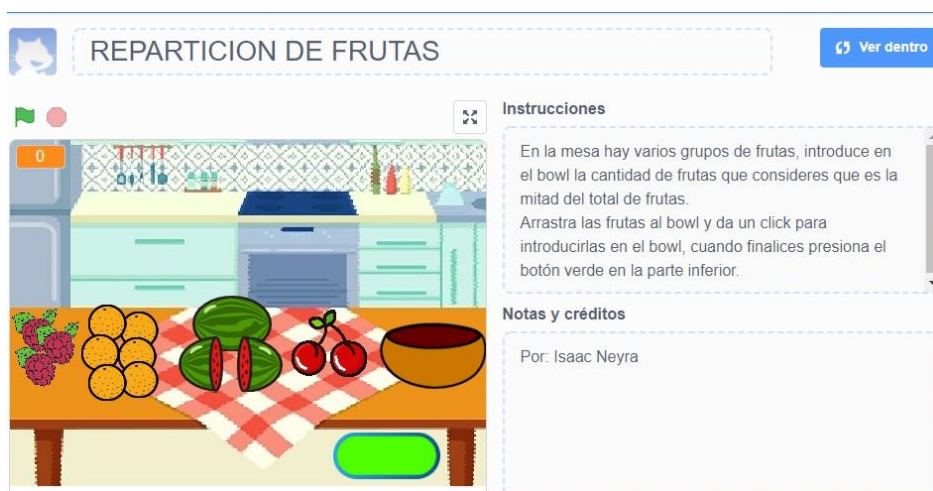 REPARTICION DE FRUTAS
Ver dentro
Instrucciones
0
En la mesa hay varios grupos de frutas, introduce en
el bowl la cantidad de frutas que consideres que es la
mitad del total de frutas.
Arrastra las frutas al bowl y da un click para
introducirlas en el bowl, cuando finalices presiona el
botón verde en la parte inferior.
Notas y créditos
Por: Isaac Neyra